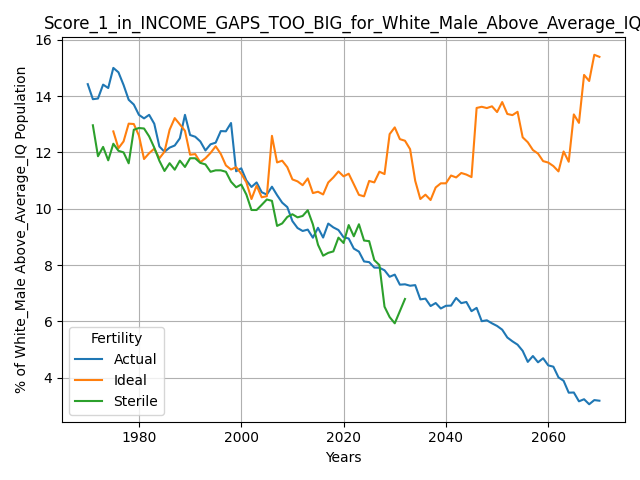 Score_1_in_INCOME_GAPS_TOO_BIG_for_White_Male_Above_Average_IQ
% of White_Male Above_Average_IQ Population
16
14
12
10
8
6
4
Fertility
Actual
Ideal
Sterile
1980
2000
2020
2040
2060
Years